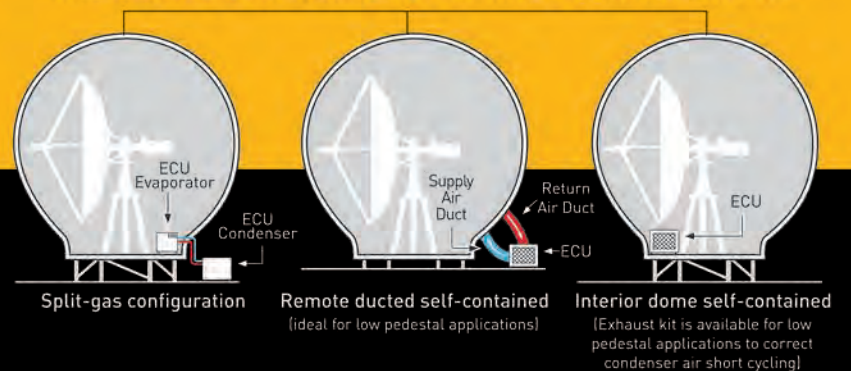 ECU
Evaporator
ECU
Condenser
Split-gas configuration
Supply
Air
Duct
Return
Air Duct
ECU
Remote ducted self-contained
(ideal for low pedestal applications)
ECU
Interior dome self-contained
(Exhaust kit is available for low
pedestal applications to correct
condenser air short cycling)